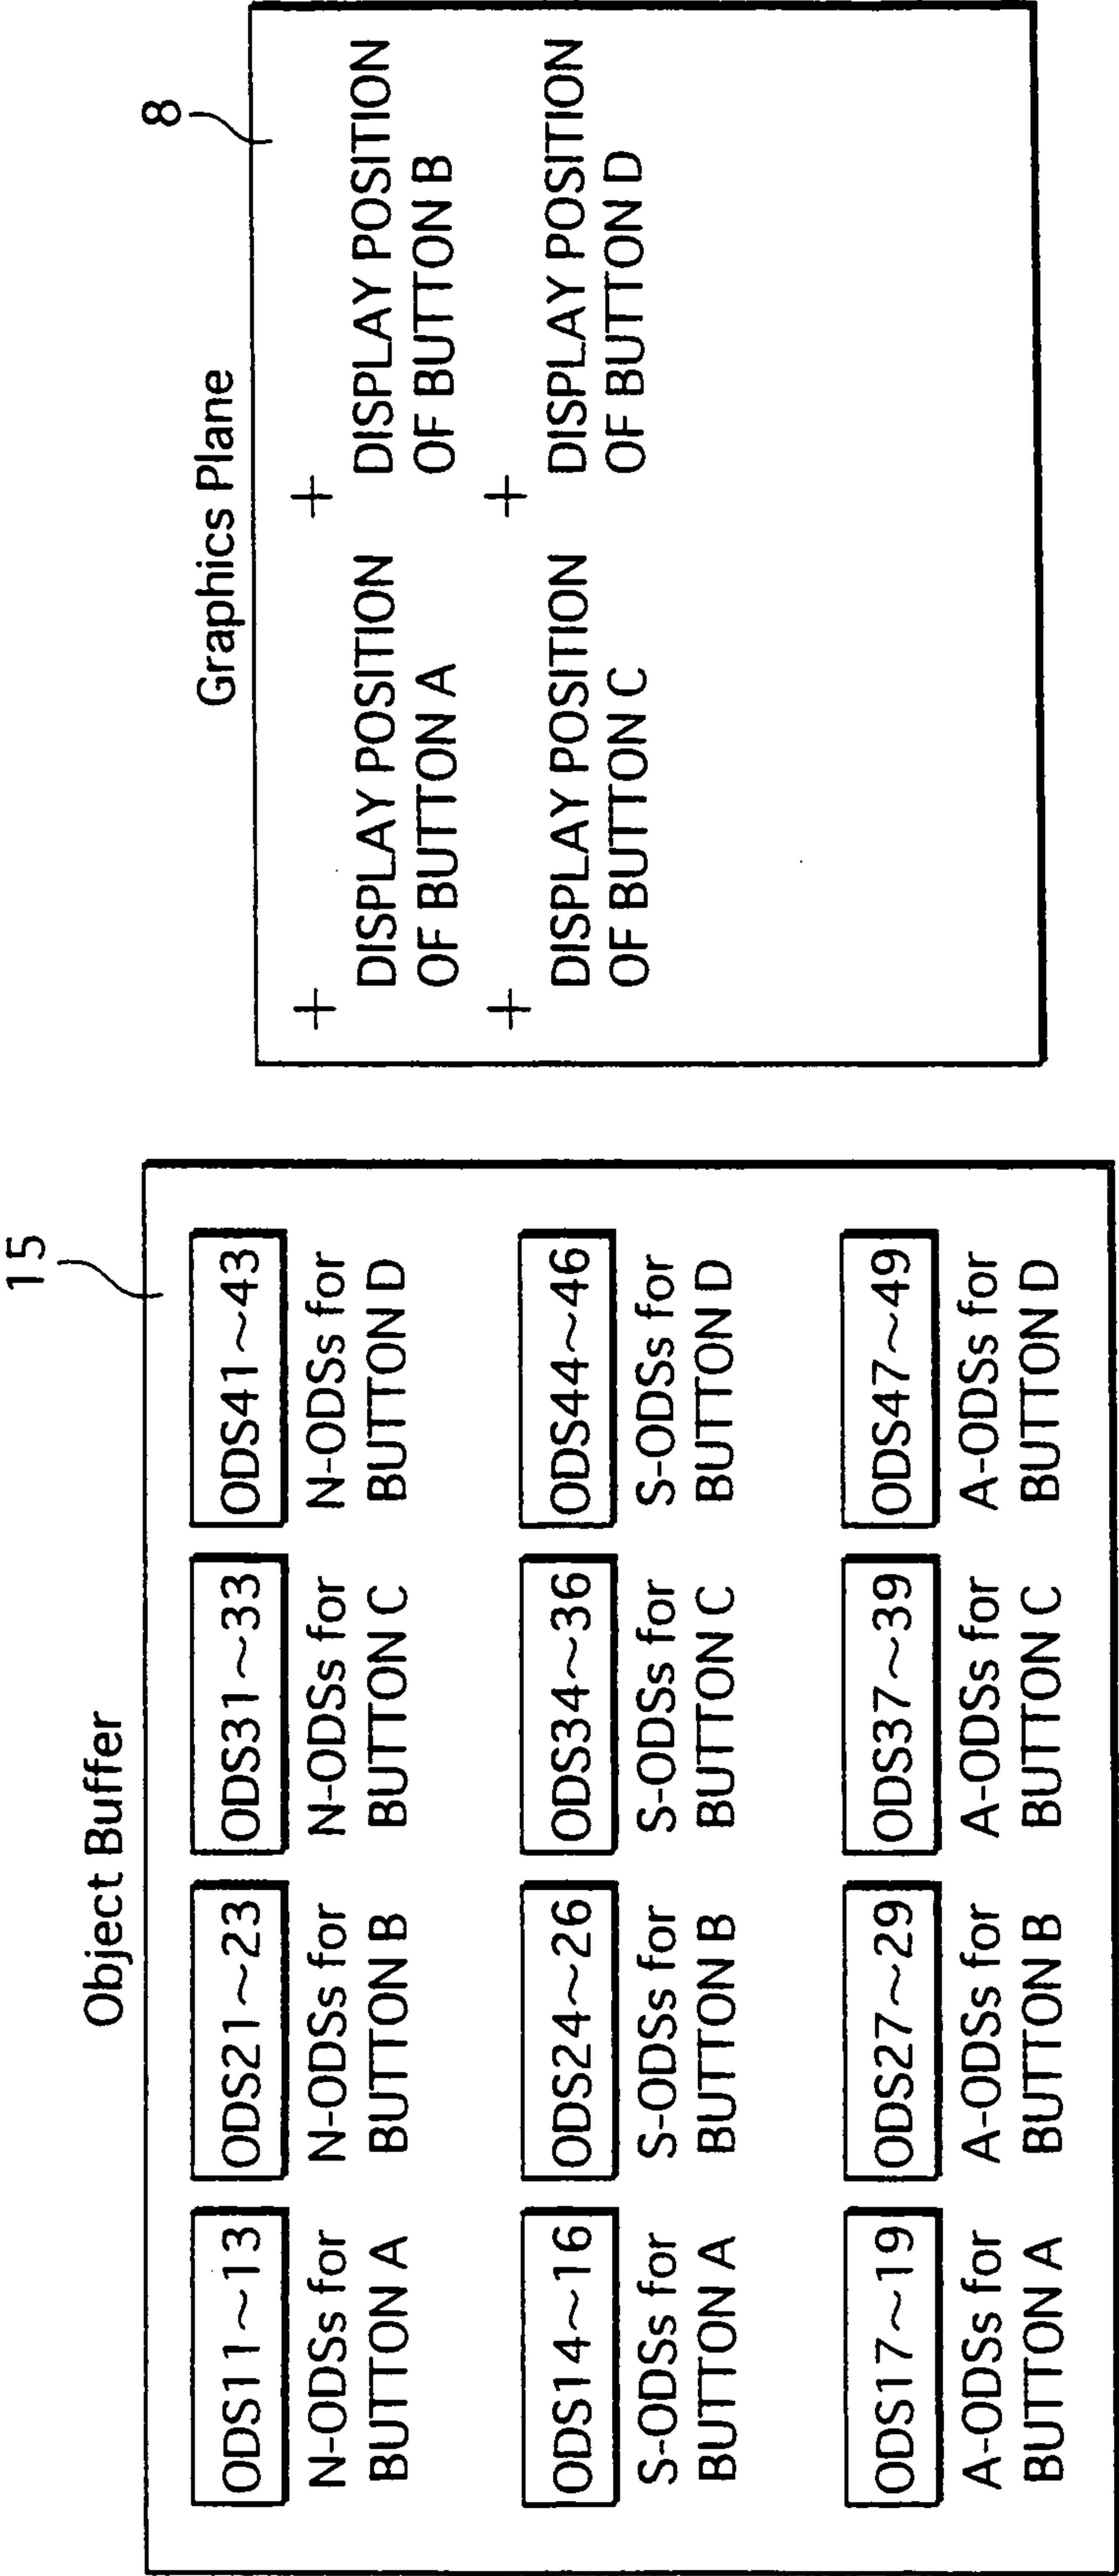 Object Buffer
15
ODS11~13
ODS21~23
ODS31~33
ODS41~43
N-ODSs for
BUTTON A
N-ODSs for
BUTTON B
N-ODSs for
BUTTON C
N-ODSs for
BUTTON D
ODS14~16
ODS24~26
ODS34~36
ODS44~46
S-ODSs for
BUTTON A
S-ODSs for
BUTTON B
S-ODSs for
BUTTON C
S-ODSs for
BUTTON D
ODS17~19
ODS27~29
ODS37~39
ODS47~49
A-ODSs for
BUTTON A
A-ODSs for
BUTTON B
A-ODSs for
BUTTON C
A-ODSs for
BUTTON D
Graphics Plane
8
DISPLAY POSITION
OF BUTTON A
DISPLAY POSITION
OF BUTTON B
DISPLAY POSITION
OF BUTTON C
DISPLAY POSITION
OF BUTTON D